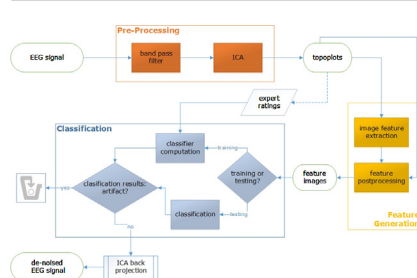 Pre-Processing
EEG signal
band pass
filter
ICA
topoplots
expert
ratings
Classification
classifier
computation
training
image feature
extraction
classification results:
artifact?
training or
testing?
feature
images
feature
postprocessing
yes
classification
testing
Feature
Generation
no
de-noised
EEG signal
ICA back
projection